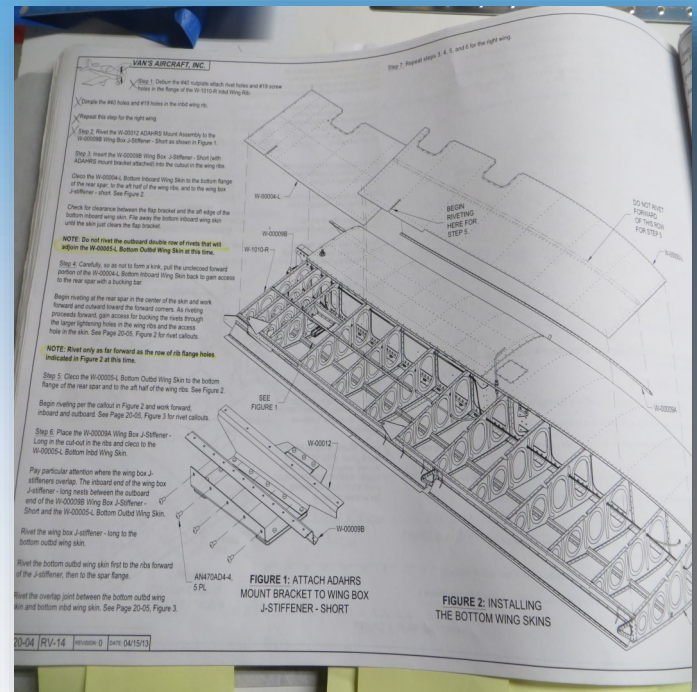 VAN'S AIRCRAFT, INC.
Step 1: Deburr the #40 nutplate attach rivet holes and #19 screw
holes in the flange of the W-1010-R Inbd Wing Rib.
Dimple the #40 holes and #19 holes in the inbd wing rib.
Repeat this step for the right wing.
Step 2: Rivet the W-00012 ADAHRS Mount Assembly to the
W-00009B Wing Box J-Stiffener - Short as shown in Figure 1.
Step 3: Insert the W-00009B Wing Box J-Stiffener - Short (with
ADAHRS mount bracket attached) into the cutout in the wing ribs.
Cleco the W-00004-L Bottom Inboard Wing Skin to the bottom flange
of the rear spar, to the aft half of the wing ribs, and to the wing box
J-stiffener - short. See Figure 2.
Check for clearance between the flap bracket and the aft edge of the
bottom inboard wing skin. File away the bottom inboard wing skin
until the skin just clears the flap bracket.
NOTE: Do not rivet the outboard double row of rivets that will
adjoin the W-00005-L Bottom Outbd Wing Skin at this time.
Step 4: Carefully, so as not to form a kink, pull the unclecoed forward
portion of the W-00004-L Bottom Inboard Wing Skin back to gain access
to the rear spar with a bucking bar.
Begin riveting at the rear spar in the center of the skin and work
forward and outward toward the forward corners. As riveting
proceeds forward, gain access for bucking the rivets through
the larger lightening holes in the wing ribs and the access
hole in the skin. See Page 20-05, Figure 2 for rivet callouts.
NOTE: Rivet only as far forward as the row of rib flange holes
indicated in Figure 2 at this time.
Step 5: Cleco the W-00005-L Bottom Outbd Wing Skin to the bottom
flange of the rear spar and to the aft half of the wing ribs. See Figure 2.
Begin riveting per the callout in Figure 2 and work forward,
inboard and outboard. See Page 20-05, Figure 3 for rivet callouts.
Step 6: Place the W-00009A Wing Box J-Stiffener -
Long in the cut-out in the ribs and cleco to the
W-00005-L Bottom Inbd Wing Skin.
Pay particular attention where the wing box J-
stiffeners overlap. The inboard end of the wing box
J-stiffener - long nests between the outboard
end of the W-00009B Wing Box J-Stiffener -
Short and the W-00005-L Bottom Outbd Wing Skin.
Rivet the wing box J-stiffener - long to the
bottom outbd wing skin.
Rivet the bottom outbd wing skin first to the ribs forward
of the J-stiffener, then to the spar flange.
Rivet the overlap joint between the bottom outbd wing
skin and bottom inbd wing skin. See Page 20-05, Figure 3.
Step 7: Repeat steps 3, 4, 5, and 6 for the right wing.
W-00004-L
BEGIN
RIVETING
HERE FOR
STEP 5.
DO NOT RIVET
FORWARD
OF THIS ROW
FOR STEP 5
W-00009B
W-1010-R
W-00009A
SEE
FIGURE 1
W-00012
W-00009B
AN470AD4-4,
5 PL
FIGURE 1: ATTACH ADAHRS
MOUNT BRACKET TO WING BOX
J-STIFFENER - SHORT
FIGURE 2: INSTALLING
THE BOTTOM WING SKINS
20-04 RV-14 REVISION: 0 DATE: 04/15/13